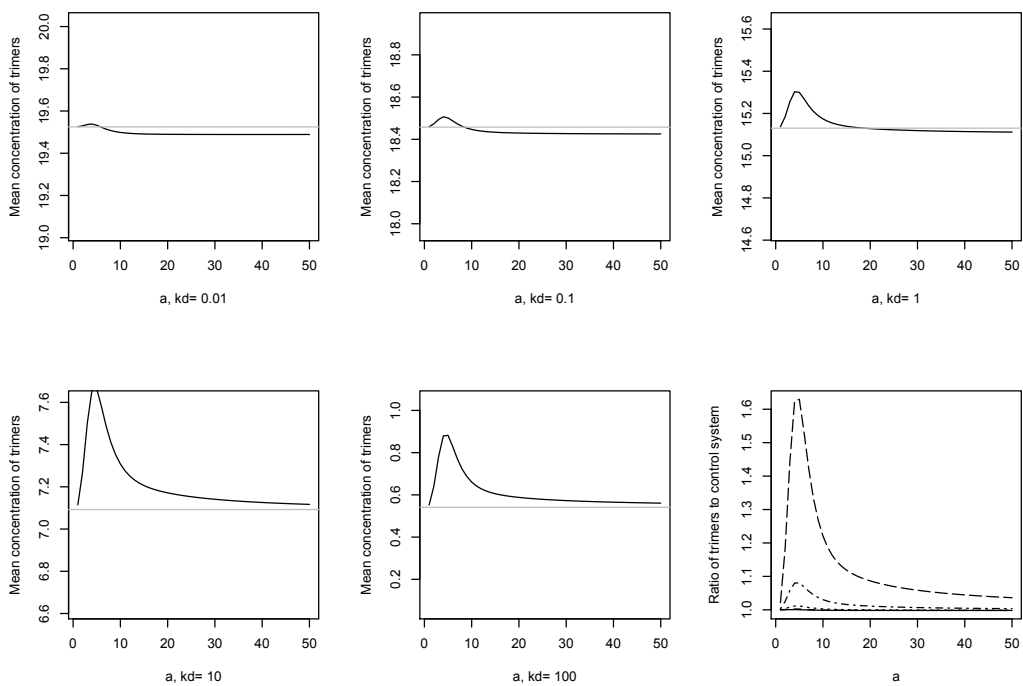 Mean concentration of trimers
19.0 19.2 19.4 19.6 19.8 20.0
0 10 20 30 40 50
a, kd= 0.01
Mean concentration of trimers
18.0 18.2 18.4 18.6 18.8
0 10 20 30 40 50
a, kd= 0.1
Mean concentration of trimers
14.6 14.8 15.0 15.2 15.4 15.6
0 10 20 30 40 50
a, kd= 1
Mean concentration of trimers
6.6 6.8 7.0 7.2 7.4 7.6
0 10 20 30 40 50
a, kd= 10
Mean concentration of trimers
0.2 0.4 0.6 0.8 1.0
0 10 20 30 40 50
a, kd= 100
Ratio of trimers to control system
1.0 1.1 1.2 1.3 1.4 1.5 1.6
0 10 20 30 40 50
a